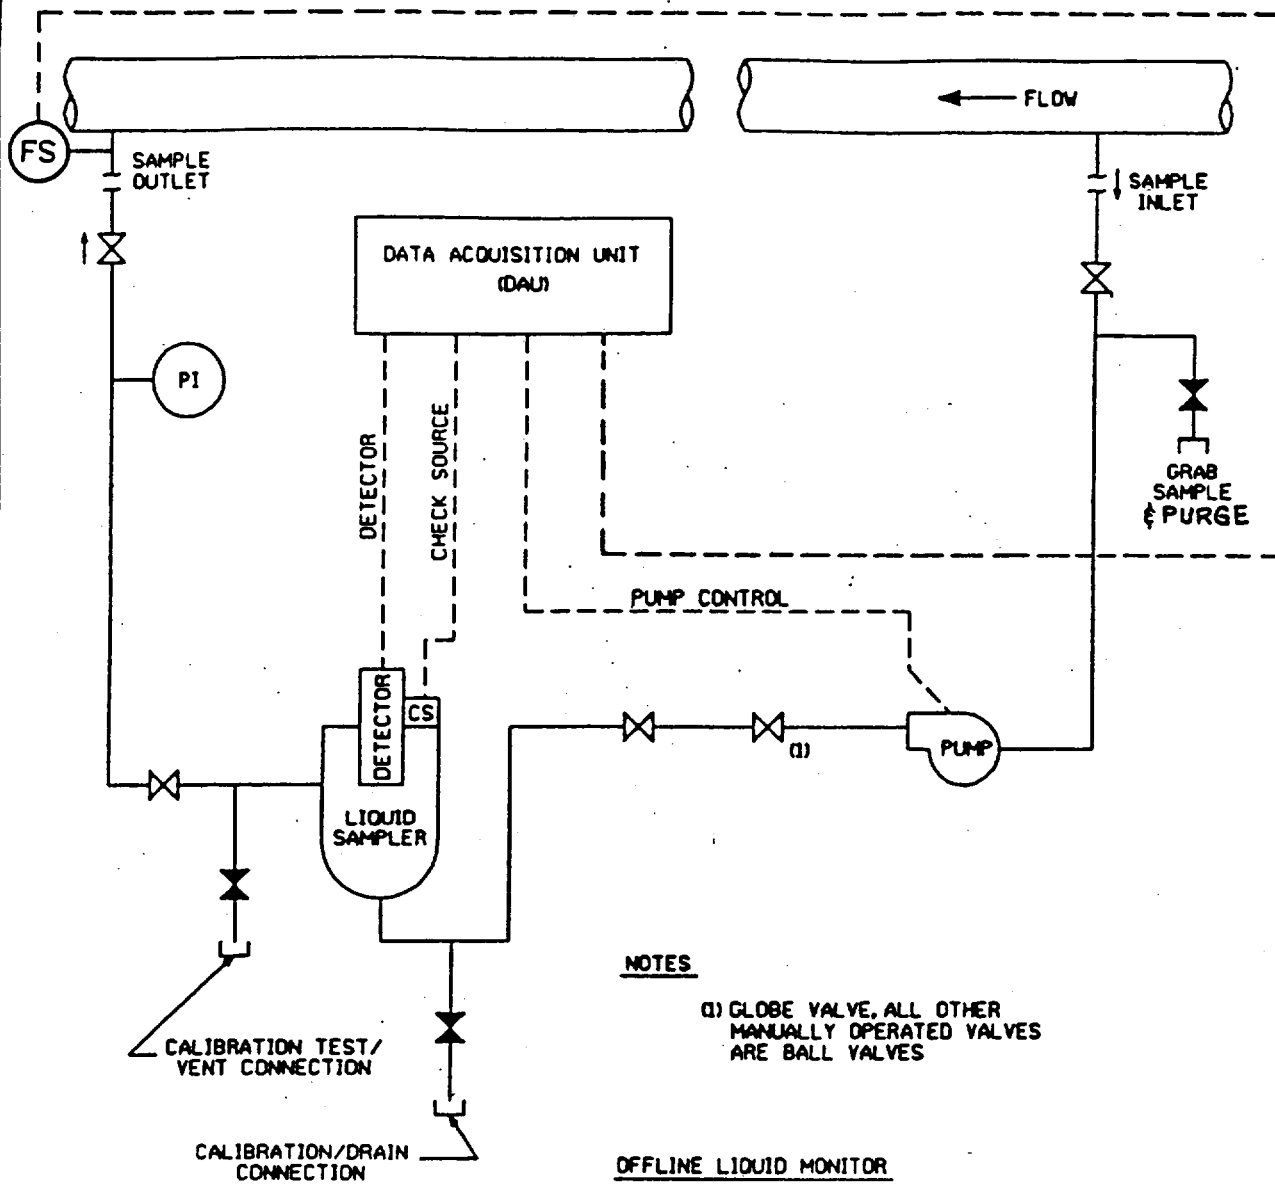 FLOW
FS
SAMPLE
OUTLET
SAMPLE
INLET
DATA ACQUISITION UNIT
(DAU)
PI
DETECTOR
CHECK SOURCE
GRAB
SAMPLE
& PURGE
PUMP CONTROL
DETECTOR
CS
PUMP
(1)
LIQUID
SAMPLER
NOTES
(1) GLOBE VALVE, ALL OTHER
MANUALLY OPERATED VALVES
ARE BALL VALVES
CALIBRATION TEST/
VENT CONNECTION
CALIBRATION/DRAIN
CONNECTION
OFFLINE LIQUID MONITOR